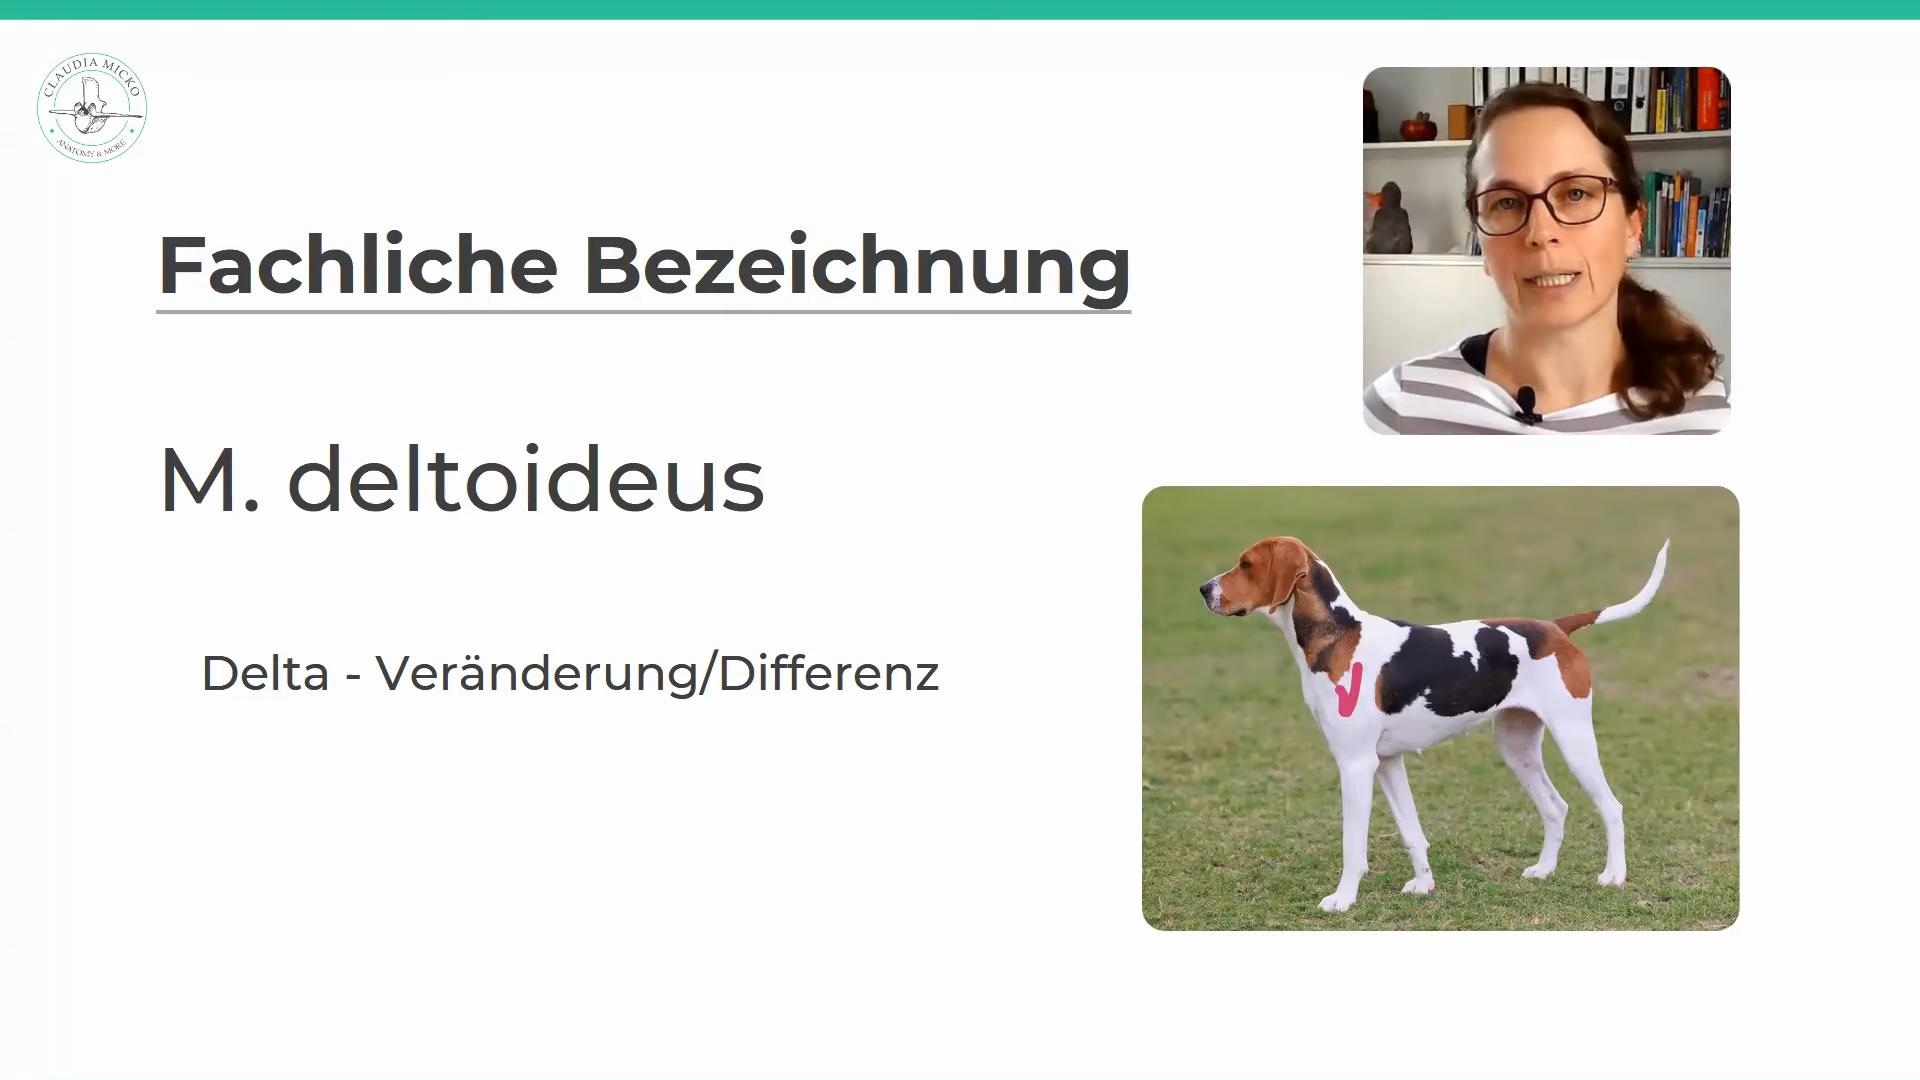 CLAUDIA MICKO
ANATOMY & MORE
Fachliche Bezeichnung
M. deltoideus
Delta - Veränderung/Differenz